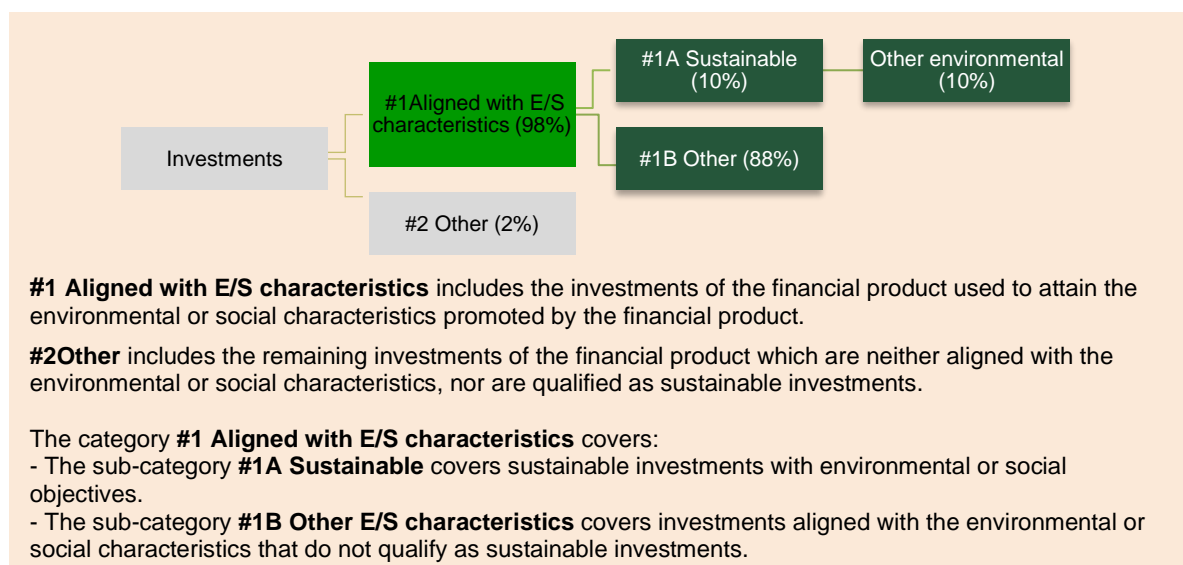 #1A Sustainable
(10%)
Other environmental
(10%)
#1Aligned with E/S
characteristics (98%)
Investments
#1B Other (88%)
#2 Other (2%)
#1 Aligned with E/S characteristics includes the investments of the financial product used to attain the
environmental or social characteristics promoted by the financial product.
#2Other includes the remaining investments of the financial product which are neither aligned with the
environmental or social characteristics, nor are qualified as sustainable investments.
The category #1 Aligned with E/S characteristics covers:
- The sub-category #1A Sustainable covers sustainable investments with environmental or social
objectives.
- The sub-category #1B Other E/S characteristics covers investments aligned with the environmental or
social characteristics that do not qualify as sustainable investments.